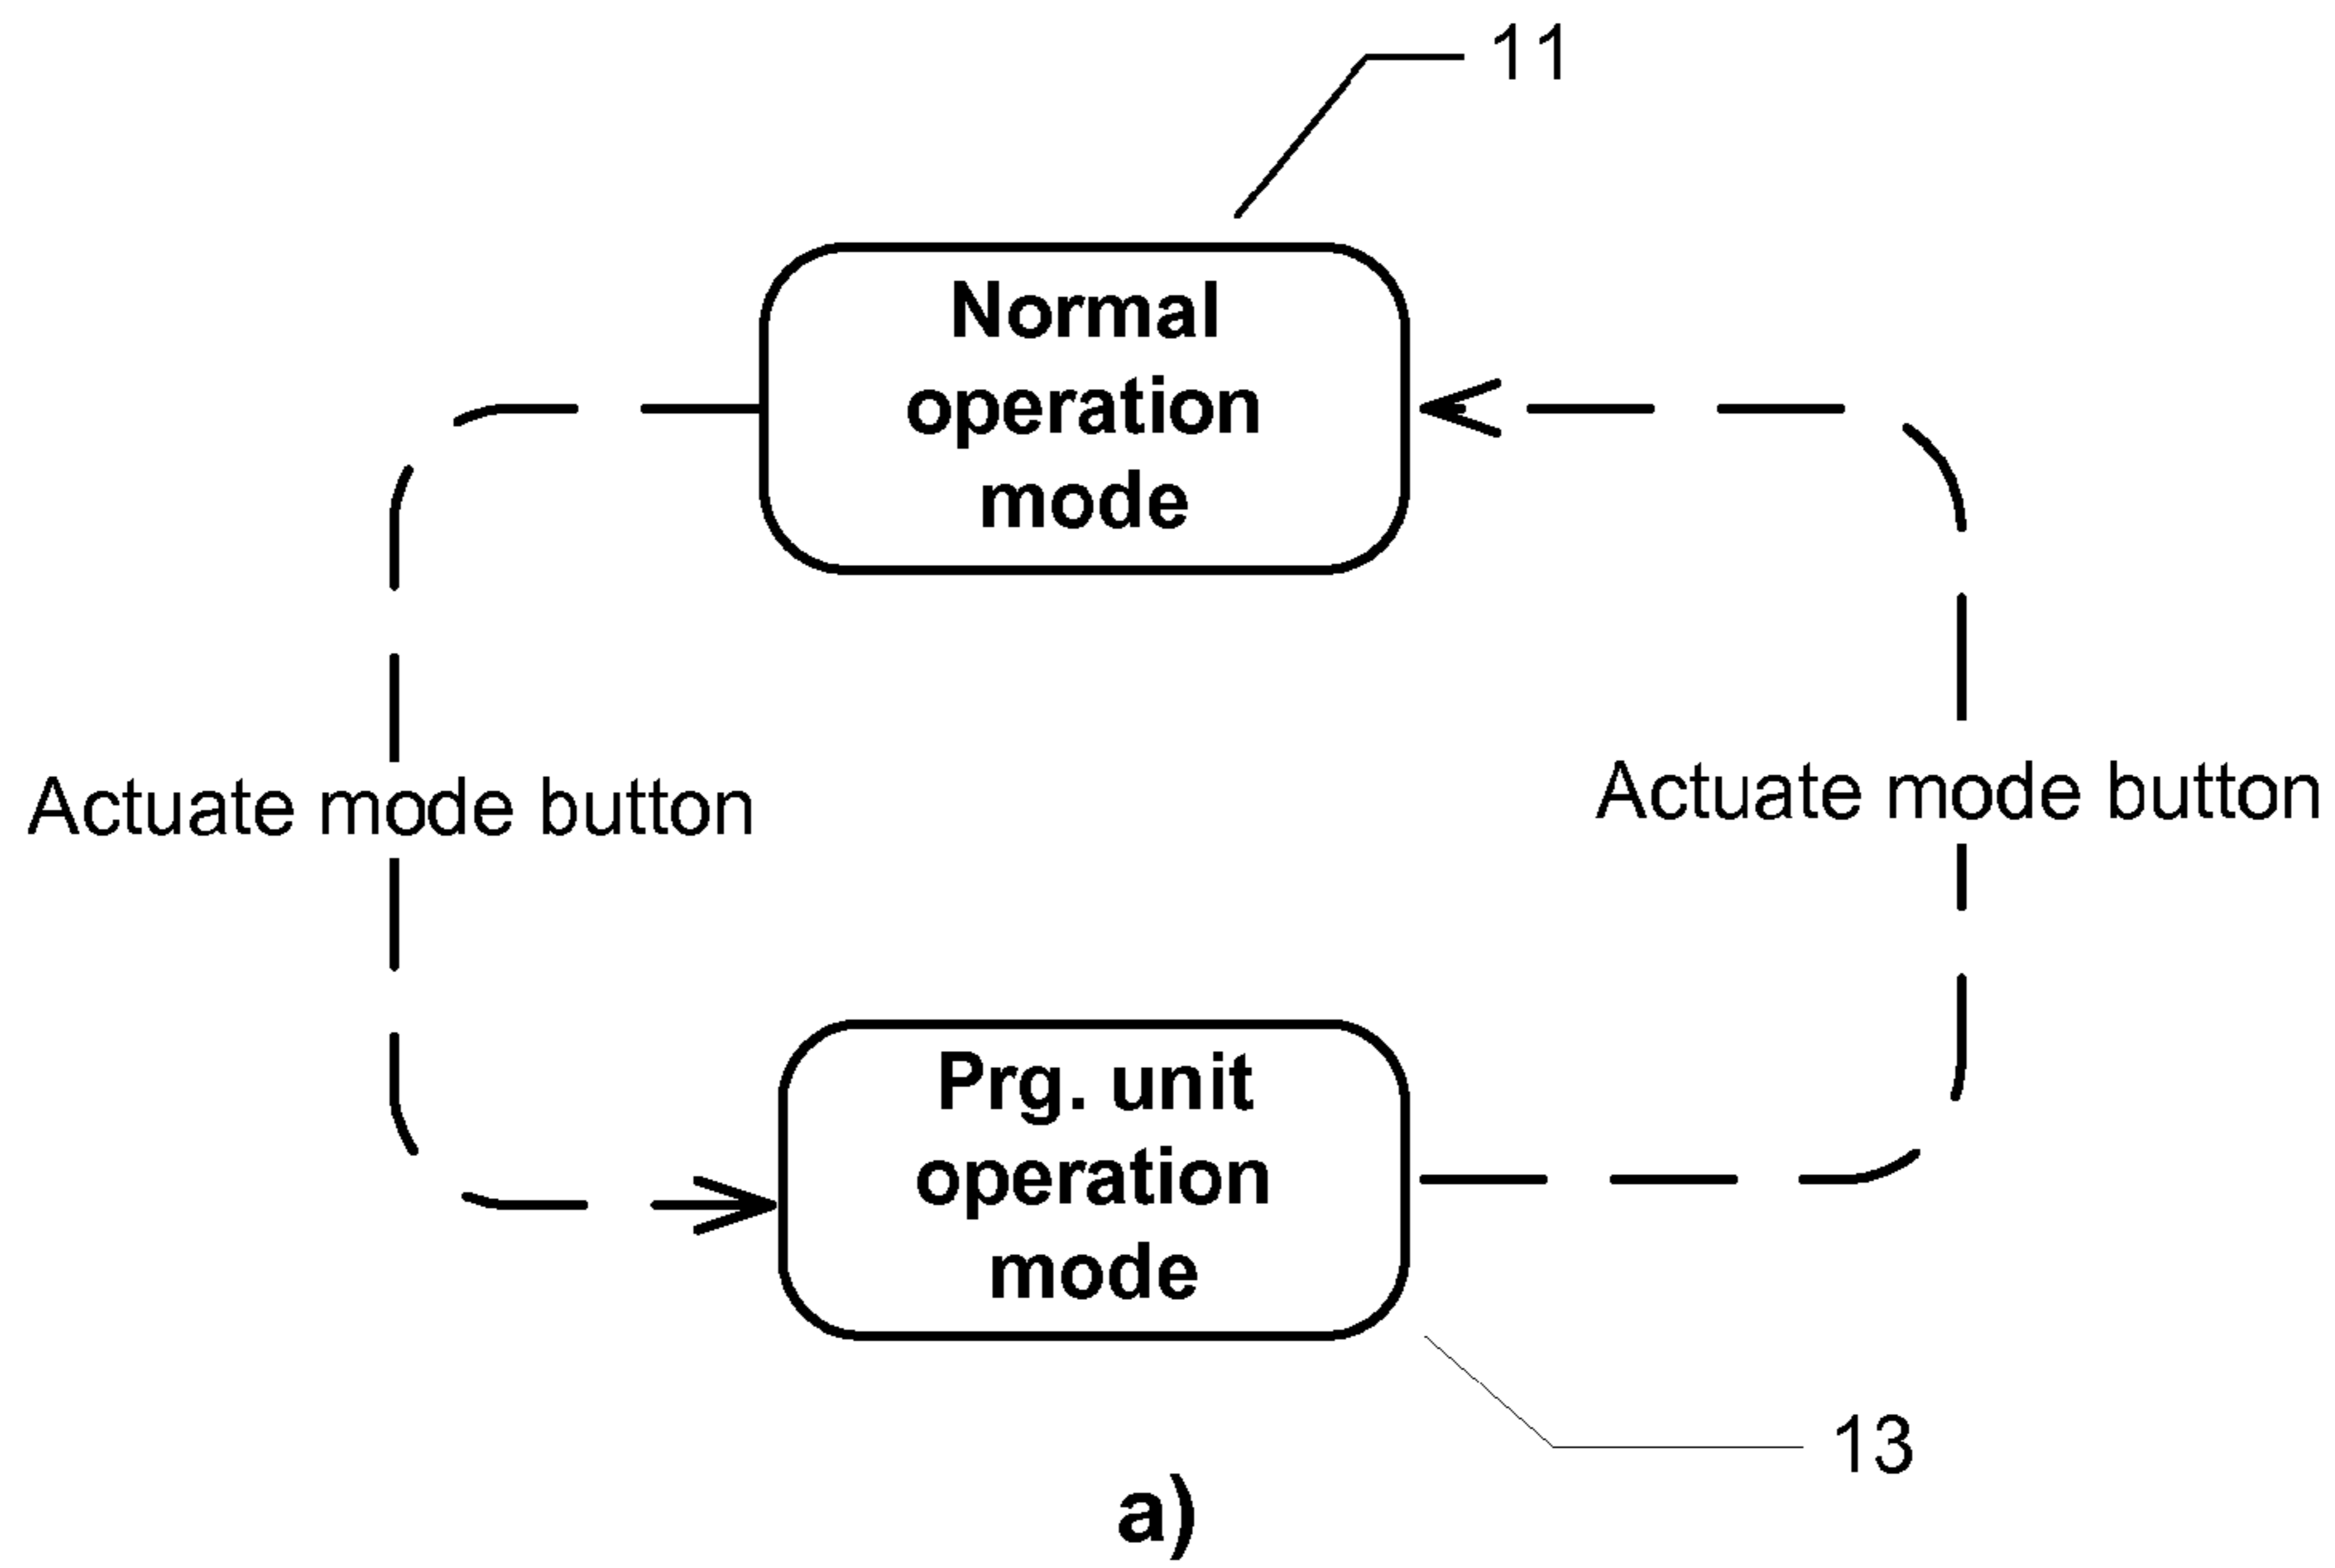 11
Normal
operation
mode
Actuate mode button
Actuate mode button
Prg. unit
operation
mode
13
a)